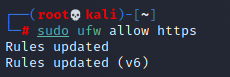 ┌──(root💀kali)-[~]
└─# sudo ufw allow https
Rules updated
Rules updated (v6)